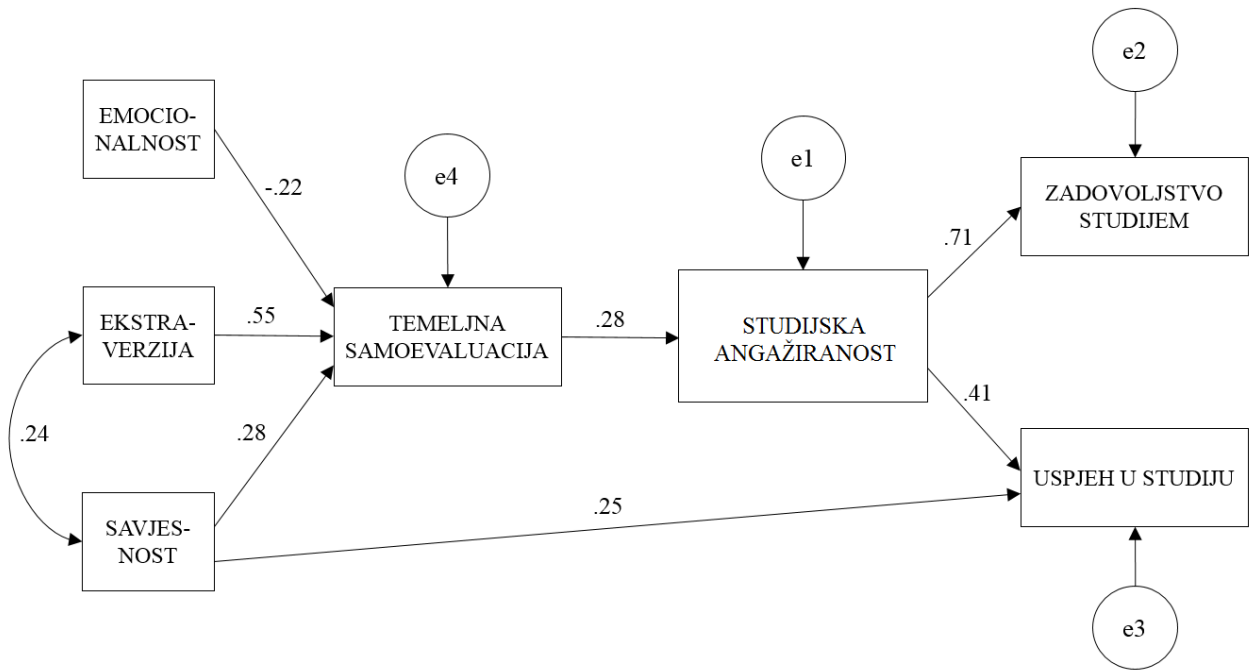 e2
EMOCIO-
NALNOST
e4
e1
-.22
ZADOVOLJSTVO
STUDIJEM
.71
EKSTRA-
VERZIJA
.55
TEMELJNA
SAMOEVALUACIJA
.28
STUDIJSKA
ANGAŽIRANOST
.41
.24
.28
USPJEH U STUDIJU
.25
SAVJES-
NOST
e3